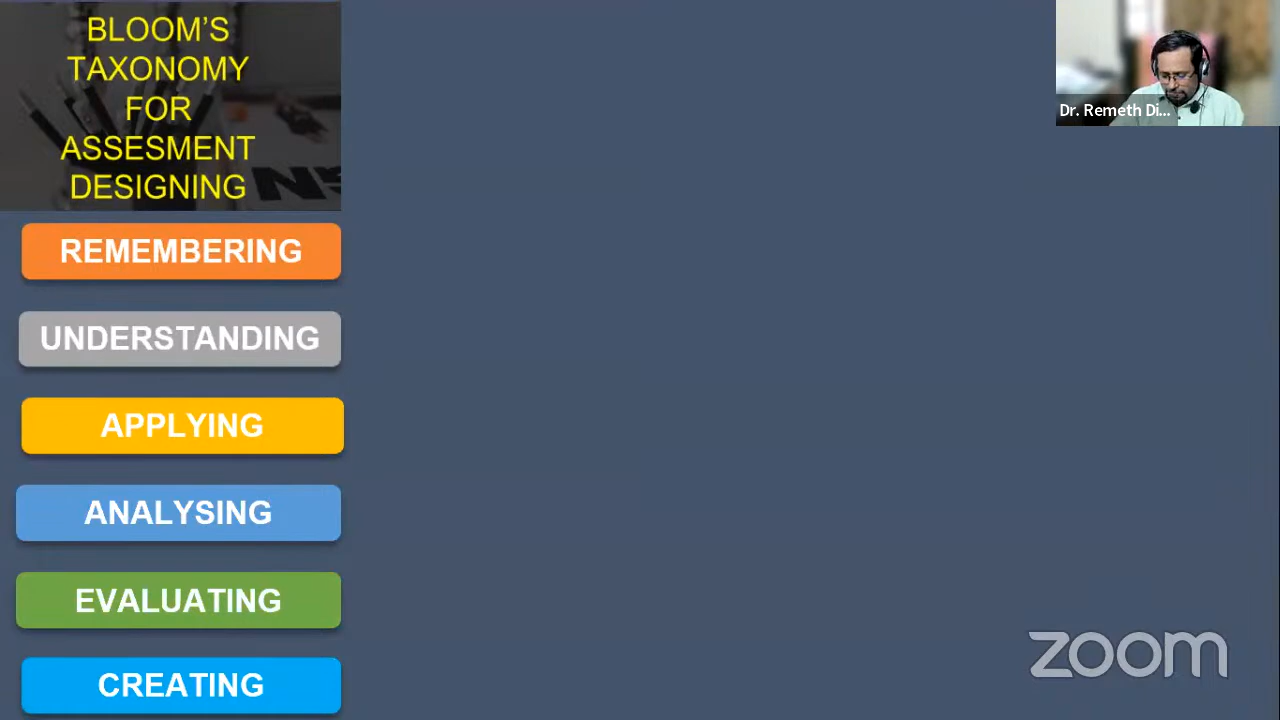 BLOOM'S
TAXONOMY
FOR
ASSESMENT
DESIGNING
Dr. Remeth Di...
REMEMBERING
UNDERSTANDING
APPLYING
ANALYSING
EVALUATING
CREATING
zoom